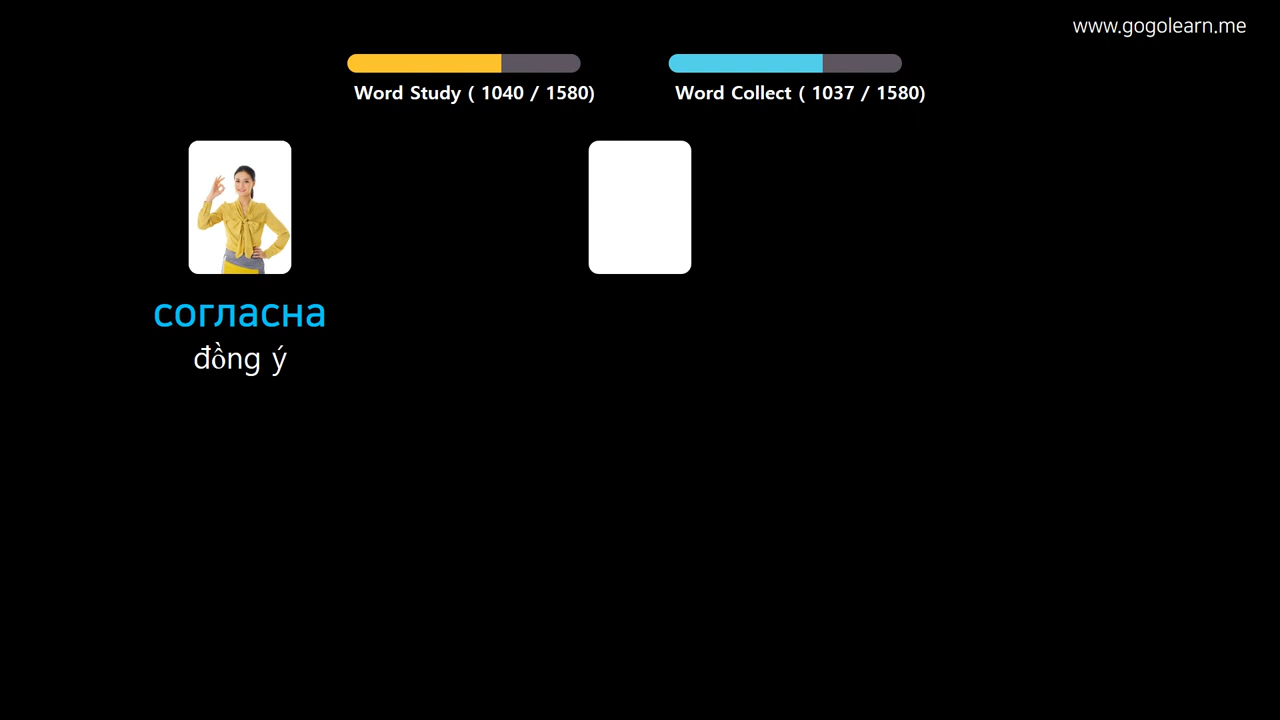 www.gogolearn.me
Word Study ( 1040 / 1580)
Word Collect ( 1037 / 1580)
согласна
đồng ý